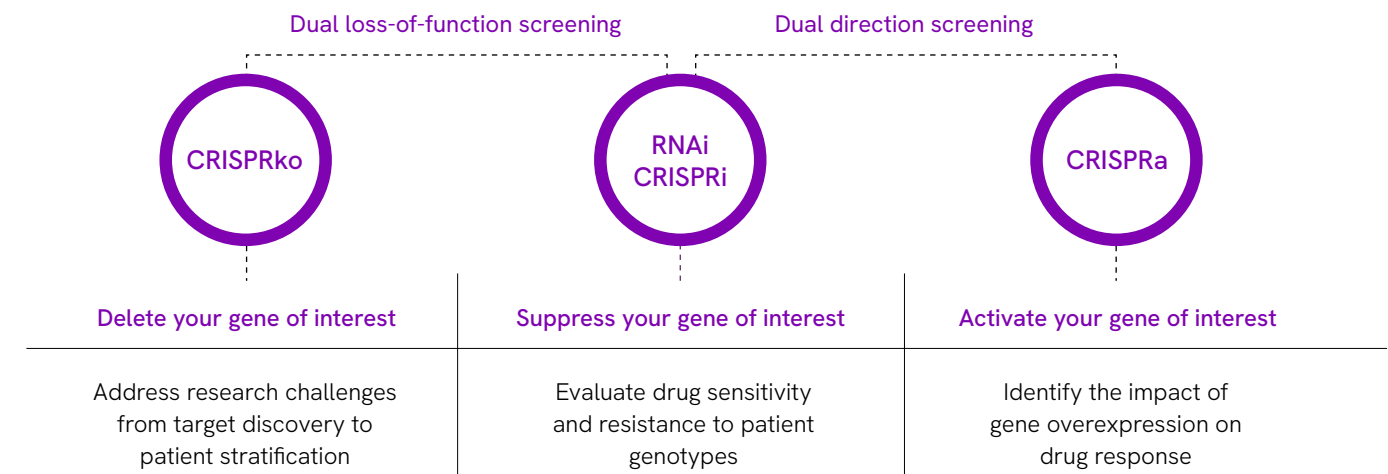 Dual loss-of-function screening
Dual direction screening
CRISPRko
RNAi
CRISPRi
CRISPRa
Delete your gene of interest
Suppress your gene of interest
Activate your gene of interest
Address research challenges
from target discovery to
patient stratification
Evaluate drug sensitivity
and resistance to patient
genotypes
Identify the impact of
gene overexpression on
drug response